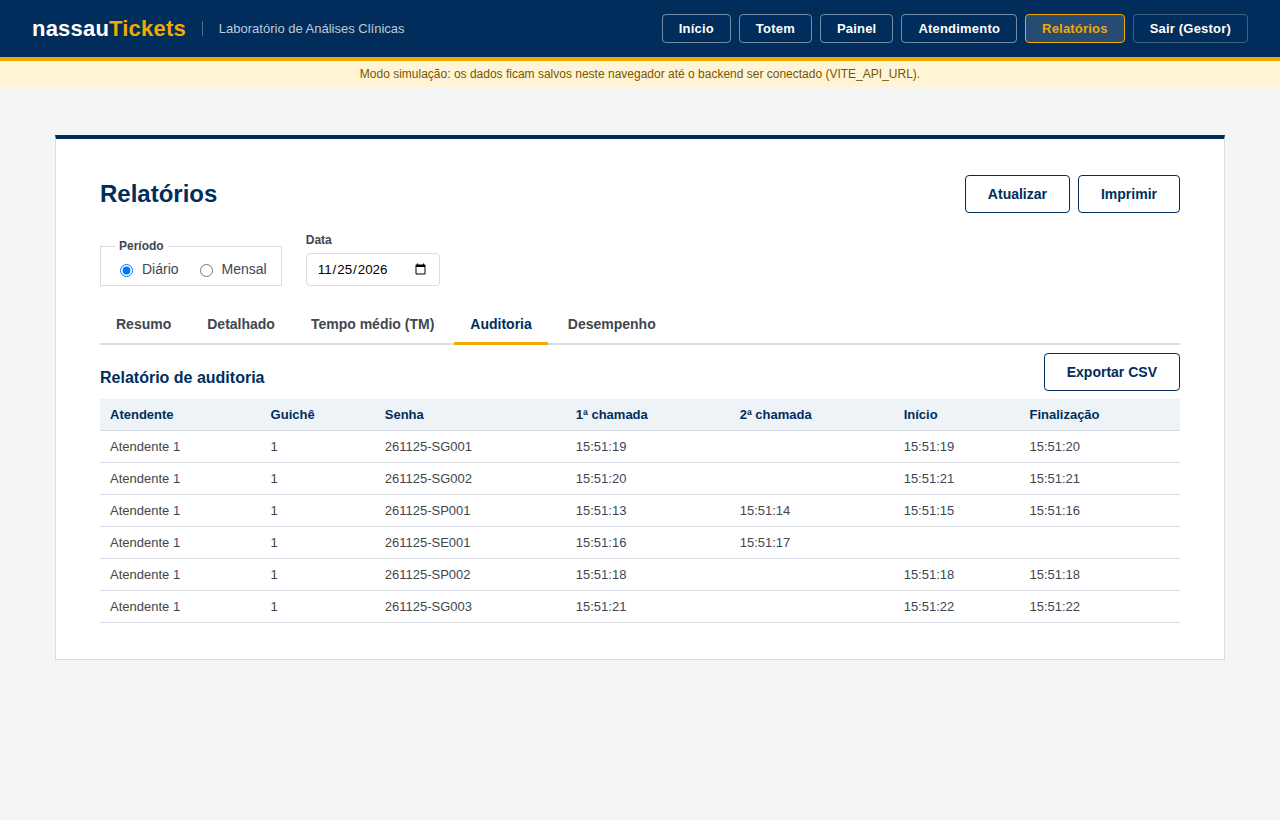 nassauTickets Laboratório de Análises Clínicas Início Totem Painel Atendimento Relatórios Sair (Gestor)
Modo simulação: os dados ficam salvos neste navegador até o backend ser conectado (VITE_API_URL).
Relatórios Atualizar Imprimir
Período Data
Diário Mensal 11/25/2026
Resumo Detalhado Tempo médio (TM) Auditoria Desempenho
Relatório de auditoria Exportar CSV
Atendente Guichê Senha 1ª chamada 2ª chamada Início Finalização
Atendente 1 1 261125-SG001 15:51:19 15:51:19 15:51:20
Atendente 1 1 261125-SG002 15:51:20 15:51:21 15:51:21
Atendente 1 1 261125-SP001 15:51:13 15:51:14 15:51:15 15:51:16
Atendente 1 1 261125-SE001 15:51:16 15:51:17
Atendente 1 1 261125-SP002 15:51:18 15:51:18 15:51:18
Atendente 1 1 261125-SG003 15:51:21 15:51:22 15:51:22